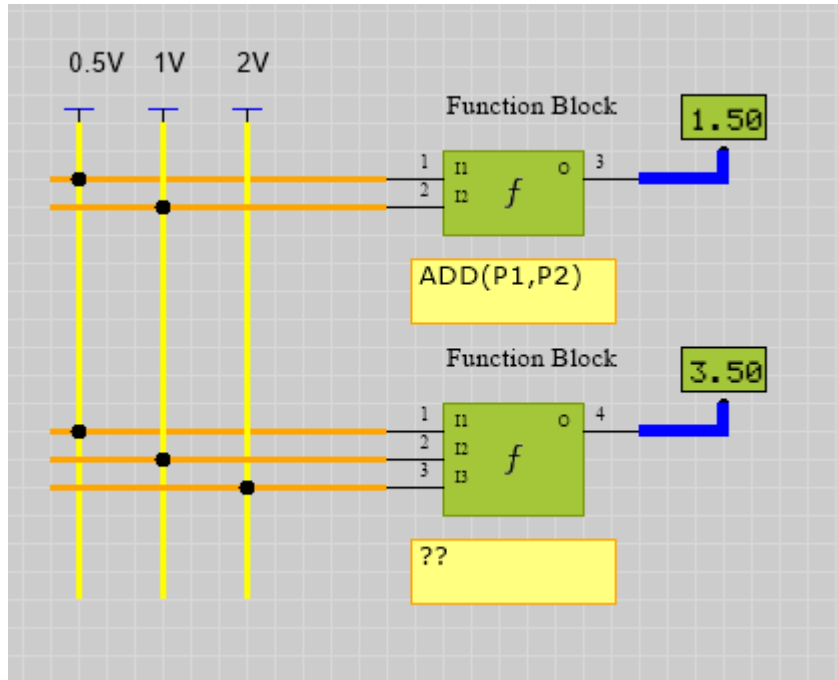 0.5V 1V 2V
Function Block
1.50
1 I1 O 3
2 I2 f
ADD(P1,P2)
Function Block
3.50
1 I1 O 4
2 I2 f
3 I3
??